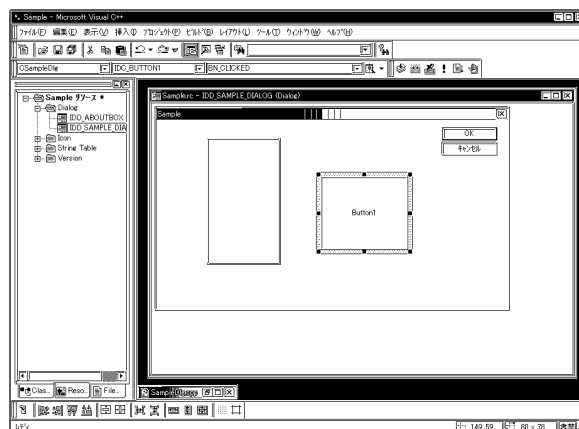 Sample - Microsoft Visual C++
ファイル(F) 編集(E) 表示(V) 挿入(I) プロジェクト(P) ビルド(B) レイアウト(L) ツール(T) ウィンドウ(W) ヘルプ(H)
CSampleDlg IDC_BUTTON1 BN_CLICKED
Sample リソース *
Dialog
IDD_ABOUTBOX
IDD_SAMPLE_DIA
Icon
String Table
Version
Sample.rc - IDD_SAMPLE_DIALOG (Dialog)
Sample
OK
キャンセル
Button1
Clas... Reso... File...
レディ 149, 59 80 x 78